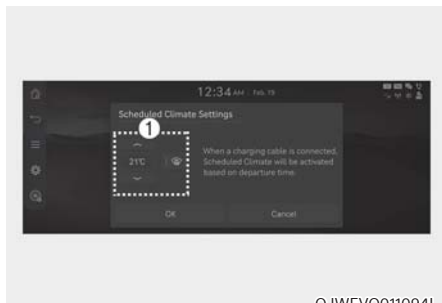 12:34 AM Feb. 19
Scheduled Climate Settings
1
21°C
When a charging cable is connected,
Scheduled Climate will be activated
based on departure time.
OK
Cancel